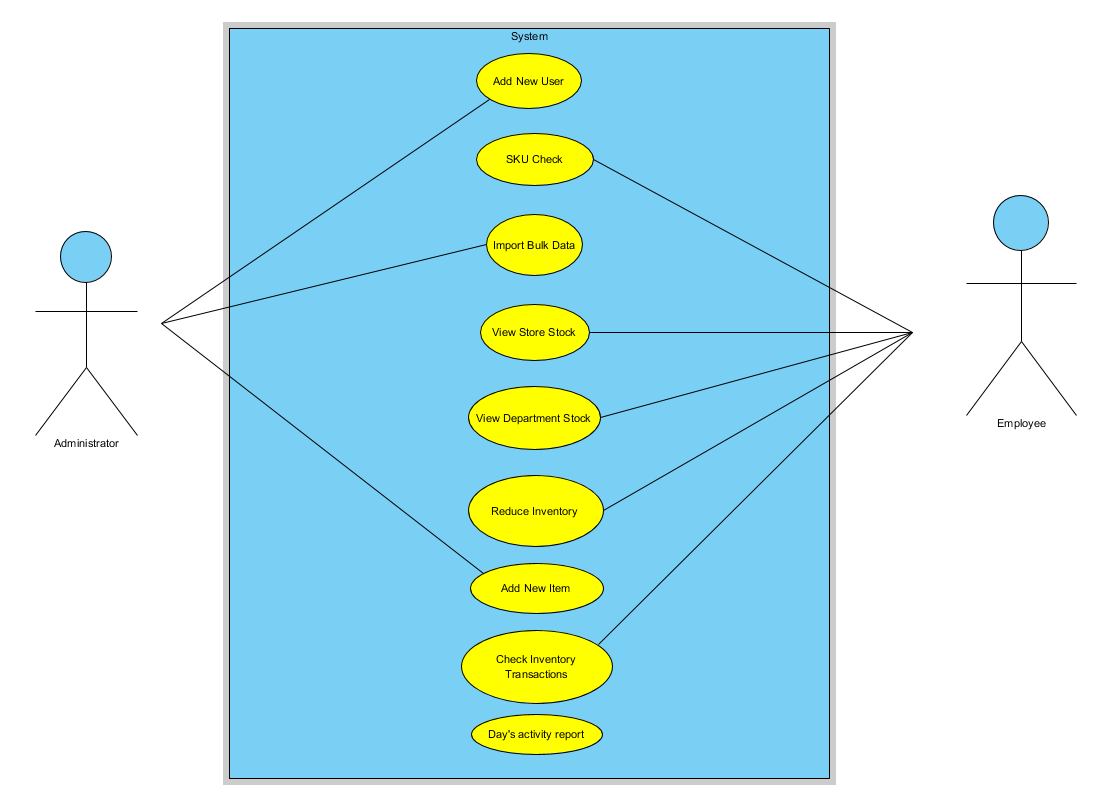 System
Add New User
SKU Check
Import Bulk Data
View Store Stock
View Department Stock
Reduce Inventory
Add New Item
Check Inventory
Transactions
Day's activity report
Administrator
Employee